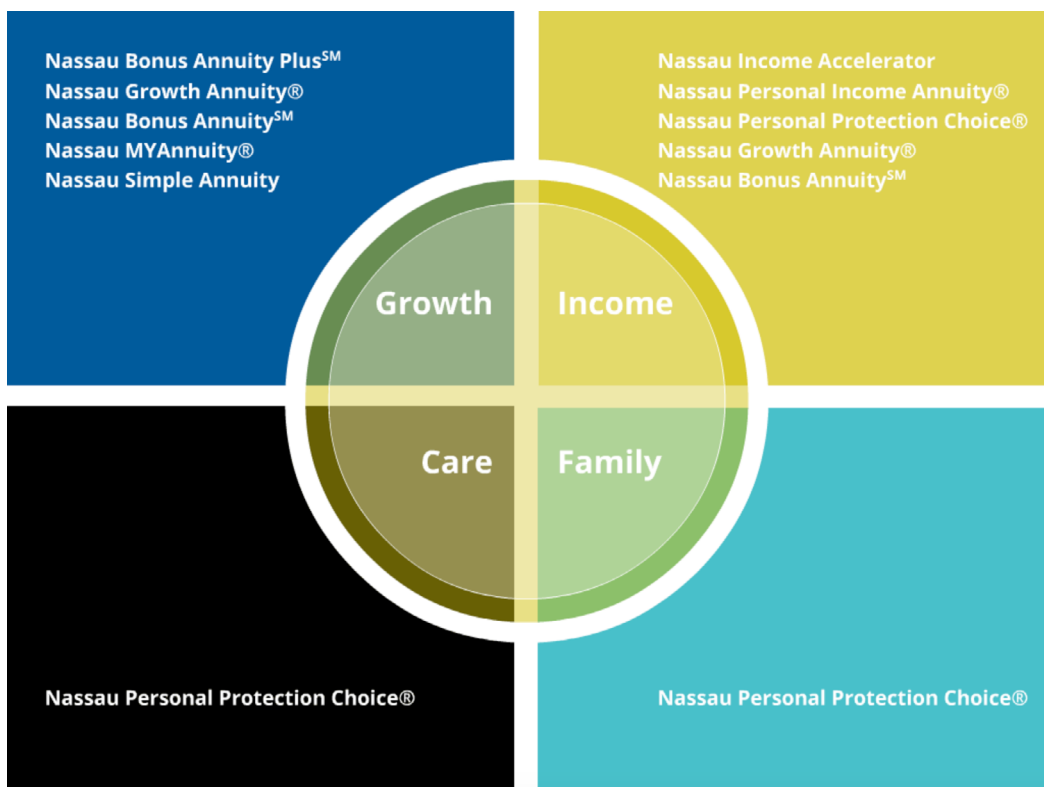 Nassau Bonus Annuity Plus℠
Nassau Growth Annuity®
Nassau Bonus Annuity℠
Nassau MYAnnuity®
Nassau Simple Annuity
Nassau Income Accelerator
Nassau Personal Income Annuity®
Nassau Personal Protection Choice®
Nassau Growth Annuity®
Nassau Bonus Annuity℠
Growth
Income
Care
Family
Nassau Personal Protection Choice®
Nassau Personal Protection Choice®